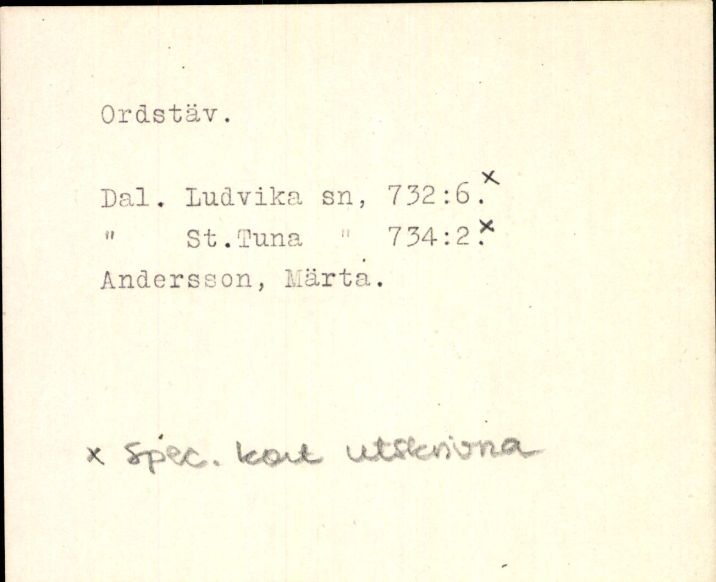 Ordstäv.
Dal. Ludvika sn, 732:6.x
" St.Tuna " 734:2.x
Andersson, Märta.
x Spec. kort utskrivna